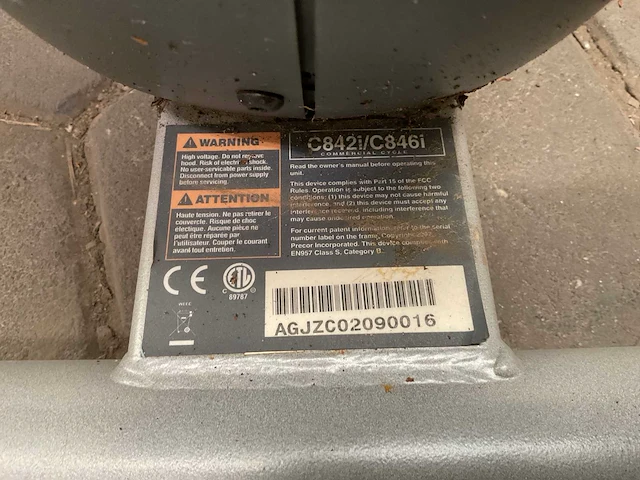 WARNING
High voltage. Do not remove
hood. Risk of electric shock.
No user-servicable parts inside.
Disconnect from power supply
before servicing.
ATTENTION
Haute tension. Ne pas retirer le
couvercle. Risque de choc
électrique. Aucune pièce ne
peut être réparée par
l'utilisateur. Couper le courant
avant tout entretien.
C842i/C846i
COMMERCIAL CYCLE
Read the owner's manual before operating this
unit.
This device complies with Part 15 of the FCC
Rules. Operation is subject to the following two
conditions: (1) this device may not cause harmful
interference, and (2) this device must accept any
interference received, including interference that
may cause undesired operation.
For current patent information, refer to the serial
number label on the frame. Copyright
Precor Incorporated. This device complies with
EN957 Class S, Category B.
CE
C
89787
WEEE
AGJZC02090016